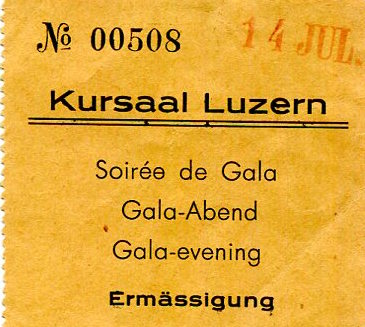 № 00508 14 JUL.
Kursaal Luzern
Soirée de Gala
Gala-Abend
Gala-evening
Ermässigung